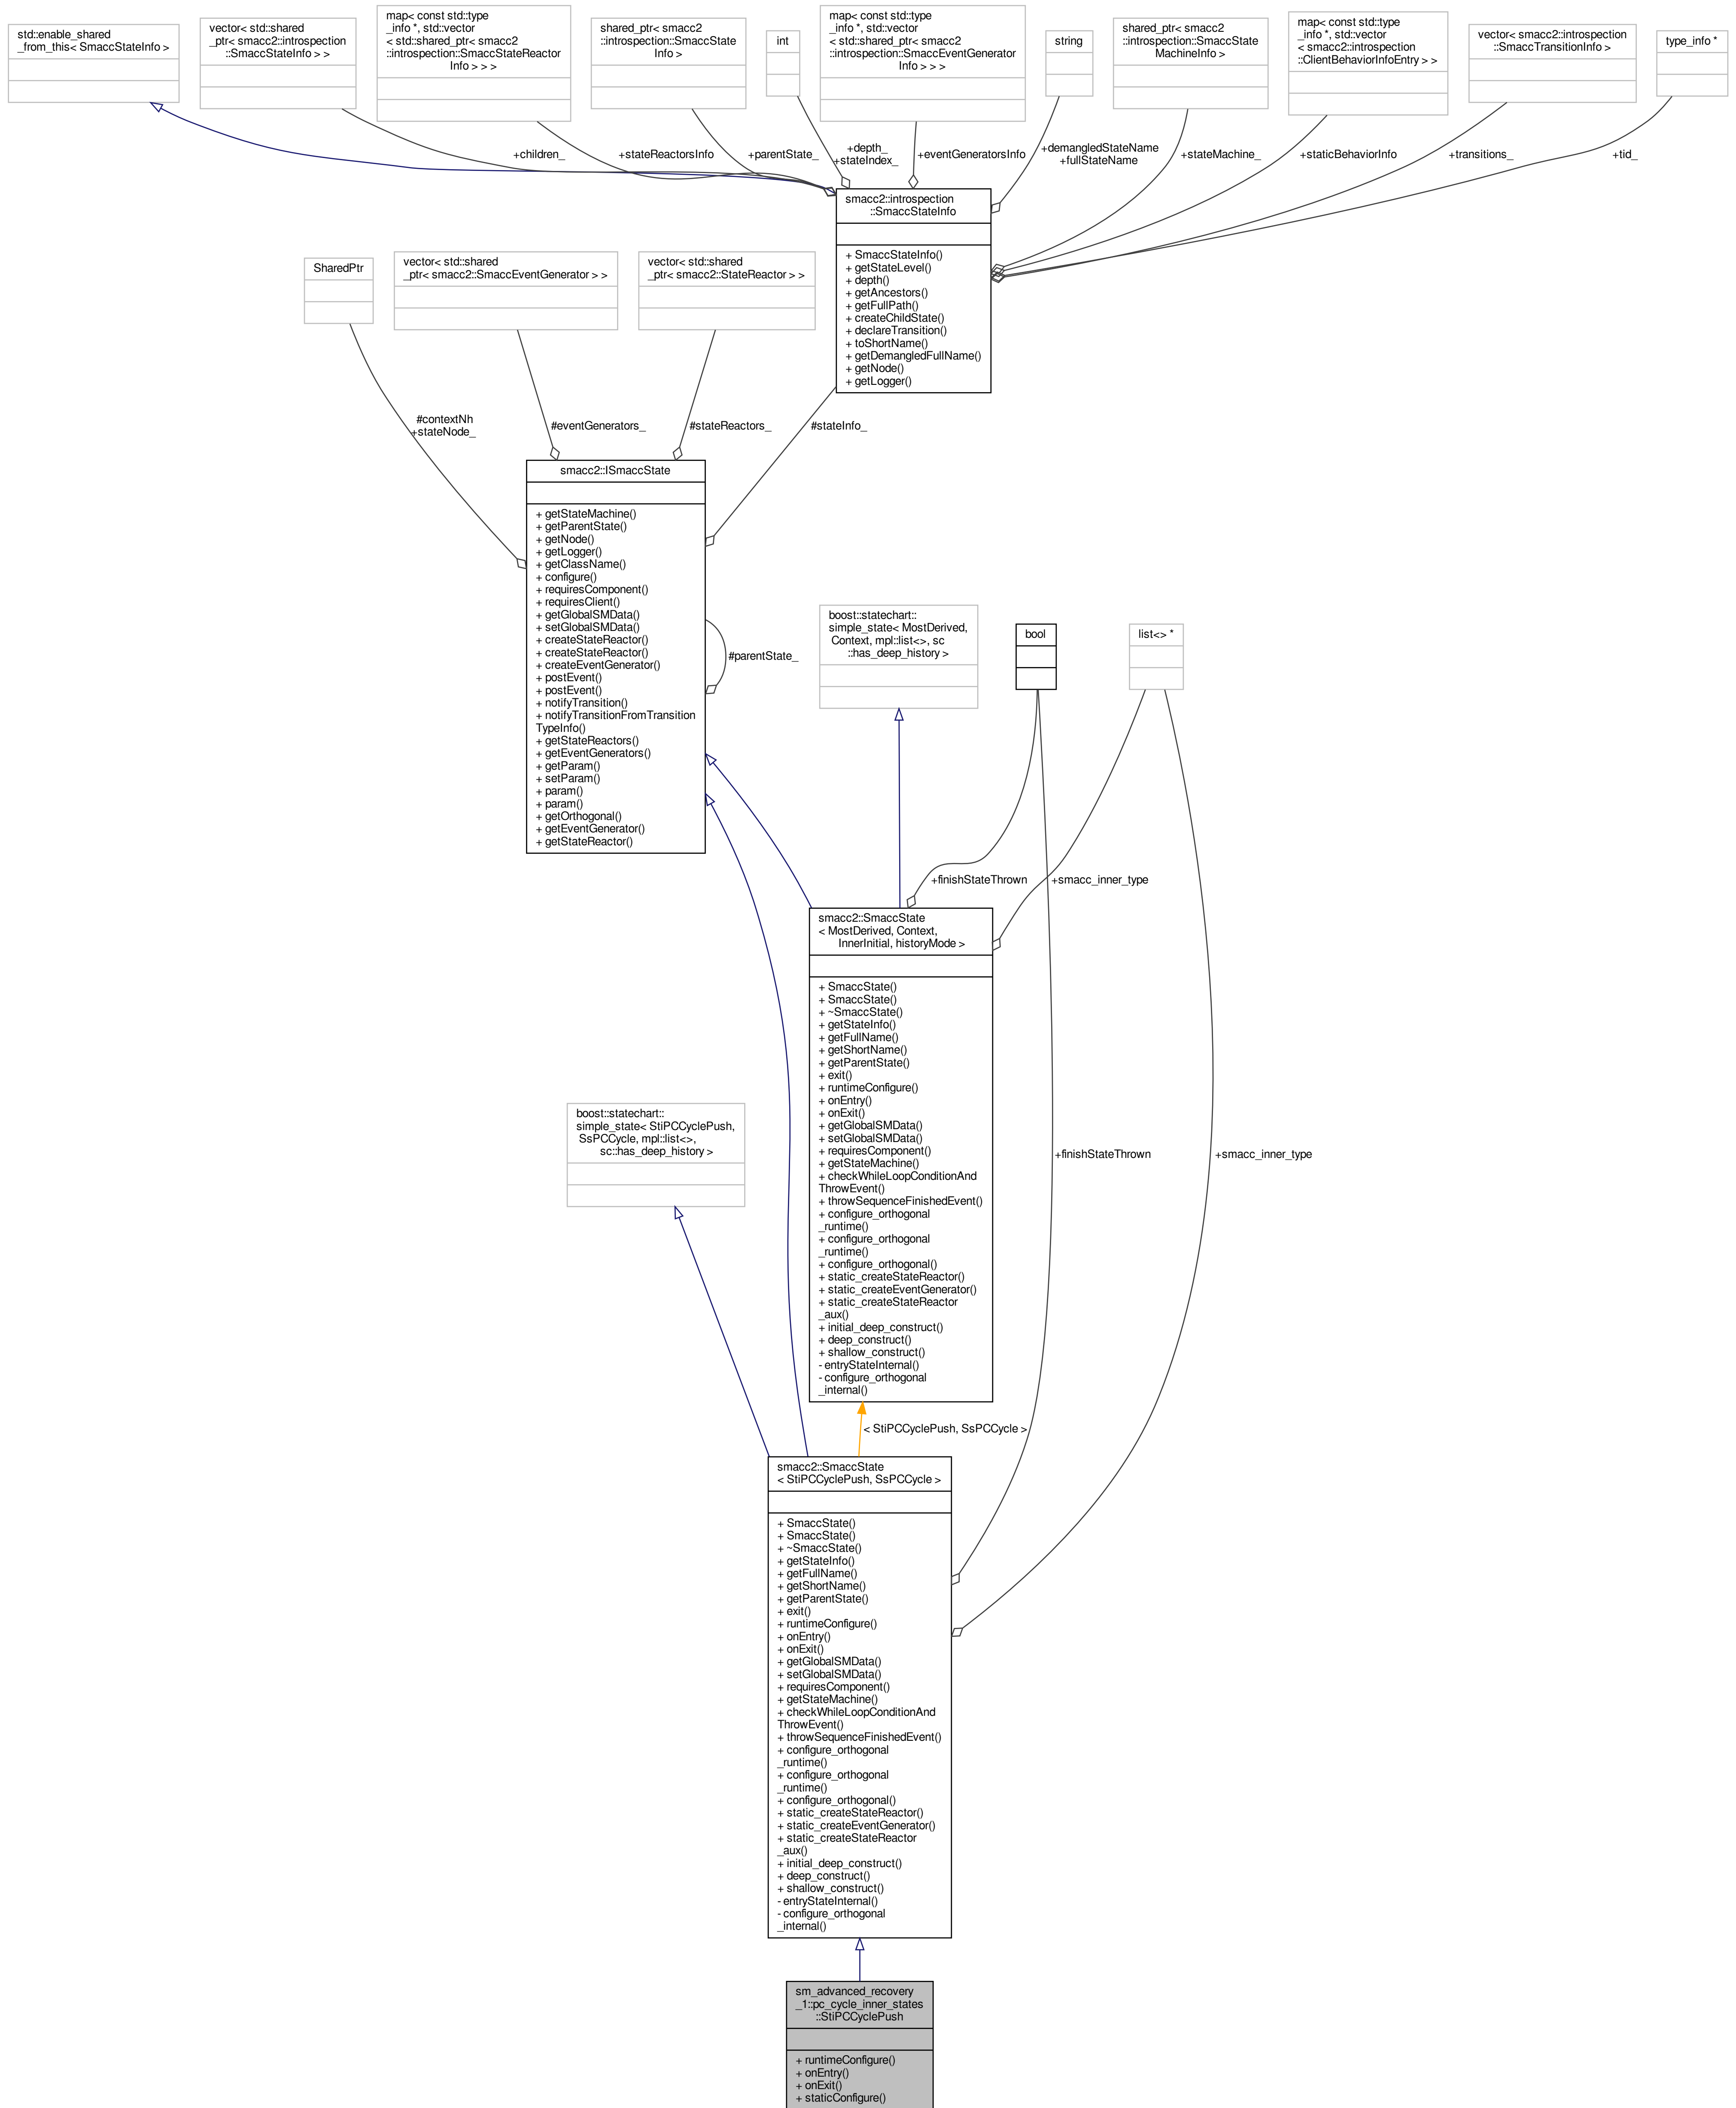 std::enable_shared
_from_this< SmaccStateInfo >
vector< std::shared
_ptr< smacc2::introspection
::SmaccStateInfo > >
map< const std::type
_info *, std::vector
< std::shared_ptr< smacc2
::introspection::SmaccStateReactor
Info > > >
shared_ptr< smacc2
::introspection::SmaccState
Info >
int
map< const std::type
_info *, std::vector
< std::shared_ptr< smacc2
::introspection::SmaccEventGenerator
Info > > >
string
shared_ptr< smacc2
::introspection::SmaccState
MachineInfo >
map< const std::type
_info *, std::vector
< smacc2::introspection
::ClientBehaviorInfoEntry > >
vector< smacc2::introspection
::SmaccTransitionInfo >
type_info *
+children_
+stateReactorsInfo
+parentState_
+depth_
+stateIndex_
+eventGeneratorsInfo
+demangledStateName
+fullStateName
+stateMachine_
+staticBehaviorInfo
+transitions_
+tid_
smacc2::introspection
::SmaccStateInfo
+ SmaccStateInfo()
+ getStateLevel()
+ depth()
+ getAncestors()
+ getFullPath()
+ createChildState()
+ declareTransition()
+ toShortName()
+ getDemangledFullName()
+ getNode()
+ getLogger()
SharedPtr
vector< std::shared
_ptr< smacc2::SmaccEventGenerator > >
vector< std::shared
_ptr< smacc2::StateReactor > >
#contextNh
+stateNode_
#eventGenerators_
#stateReactors_
#stateInfo_
smacc2::ISmaccState
+ getStateMachine()
+ getParentState()
+ getNode()
+ getLogger()
+ getClassName()
+ configure()
+ requiresComponent()
+ requiresClient()
+ getGlobalSMData()
+ setGlobalSMData()
+ createStateReactor()
+ createStateReactor()
+ createEventGenerator()
+ postEvent()
+ postEvent()
+ notifyTransition()
+ notifyTransitionFromTransition
TypeInfo()
+ getStateReactors()
+ getEventGenerators()
+ getParam()
+ setParam()
+ param()
+ param()
+ getOrthogonal()
+ getEventGenerator()
+ getStateReactor()
#parentState_
boost::statechart::
simple_state< MostDerived,
Context, mpl::list<>, sc
::has_deep_history >
bool
list<> *
+finishStateThrown
+smacc_inner_type
smacc2::SmaccState
< MostDerived, Context,
InnerInitial, historyMode >
+ SmaccState()
+ SmaccState()
+ ~SmaccState()
+ getStateInfo()
+ getFullName()
+ getShortName()
+ getParentState()
+ exit()
+ runtimeConfigure()
+ onEntry()
+ onExit()
+ getGlobalSMData()
+ setGlobalSMData()
+ requiresComponent()
+ getStateMachine()
+ checkWhileLoopConditionAnd
ThrowEvent()
+ throwSequenceFinishedEvent()
+ configure_orthogonal
_runtime()
+ configure_orthogonal
_runtime()
+ configure_orthogonal()
+ static_createStateReactor()
+ static_createEventGenerator()
+ static_createStateReactor
_aux()
+ initial_deep_construct()
+ deep_construct()
+ shallow_construct()
- entryStateInternal()
- configure_orthogonal
_internal()
boost::statechart::
simple_state< StiPCCyclePush,
SsPCCycle, mpl::list<>,
sc::has_deep_history >
+finishStateThrown
+smacc_inner_type
< StiPCCyclePush, SsPCCycle >
smacc2::SmaccState
< StiPCCyclePush, SsPCCycle >
+ SmaccState()
+ SmaccState()
+ ~SmaccState()
+ getStateInfo()
+ getFullName()
+ getShortName()
+ getParentState()
+ exit()
+ runtimeConfigure()
+ onEntry()
+ onExit()
+ getGlobalSMData()
+ setGlobalSMData()
+ requiresComponent()
+ getStateMachine()
+ checkWhileLoopConditionAnd
ThrowEvent()
+ throwSequenceFinishedEvent()
+ configure_orthogonal
_runtime()
+ configure_orthogonal
_runtime()
+ configure_orthogonal()
+ static_createStateReactor()
+ static_createEventGenerator()
+ static_createStateReactor
_aux()
+ initial_deep_construct()
+ deep_construct()
+ shallow_construct()
- entryStateInternal()
- configure_orthogonal
_internal()
sm_advanced_recovery
_1::pc_cycle_inner_states
::StiPCCyclePush
+ runtimeConfigure()
+ onEntry()
+ onExit()
+ staticConfigure()